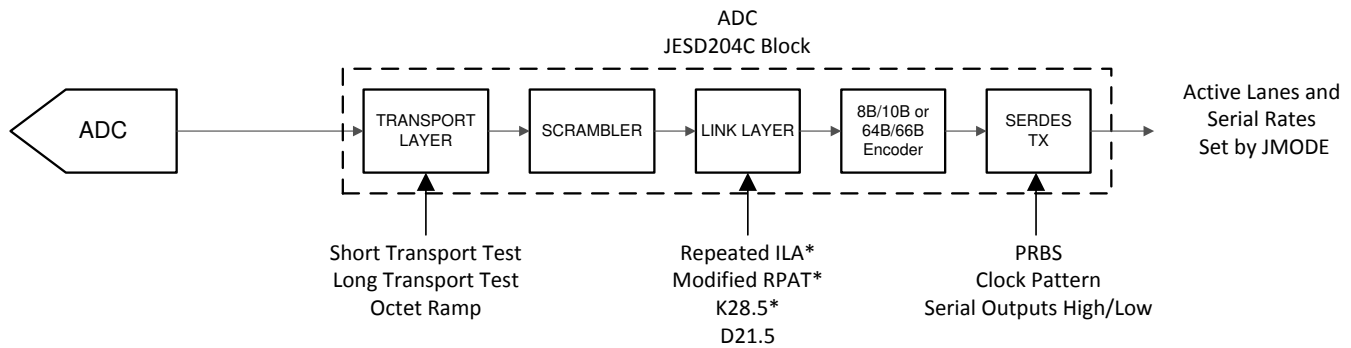 ADC
JESD204C Block
ADC
TRANSPORT
LAYER
SCRAMBLER
LINK LAYER
8B/10B or
64B/66B
Encoder
SERDES
TX
Active Lanes and
Serial Rates
Set by JMODE
Short Transport Test
Long Transport Test
Octet Ramp
Repeated ILA*
Modified RPAT*
K28.5*
D21.5
PRBS
Clock Pattern
Serial Outputs High/Low